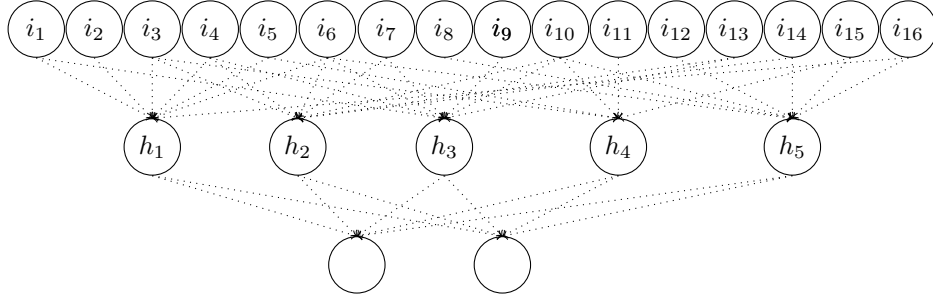 i₁ i₂ i₃ i₄ i₅ i₆ i₇ i₈ i₉ i₁₀ i₁₁ i₁₂ i₁₃ i₁₄ i₁₅ i₁₆
h₁ h₂ h₃ h₄ h₅